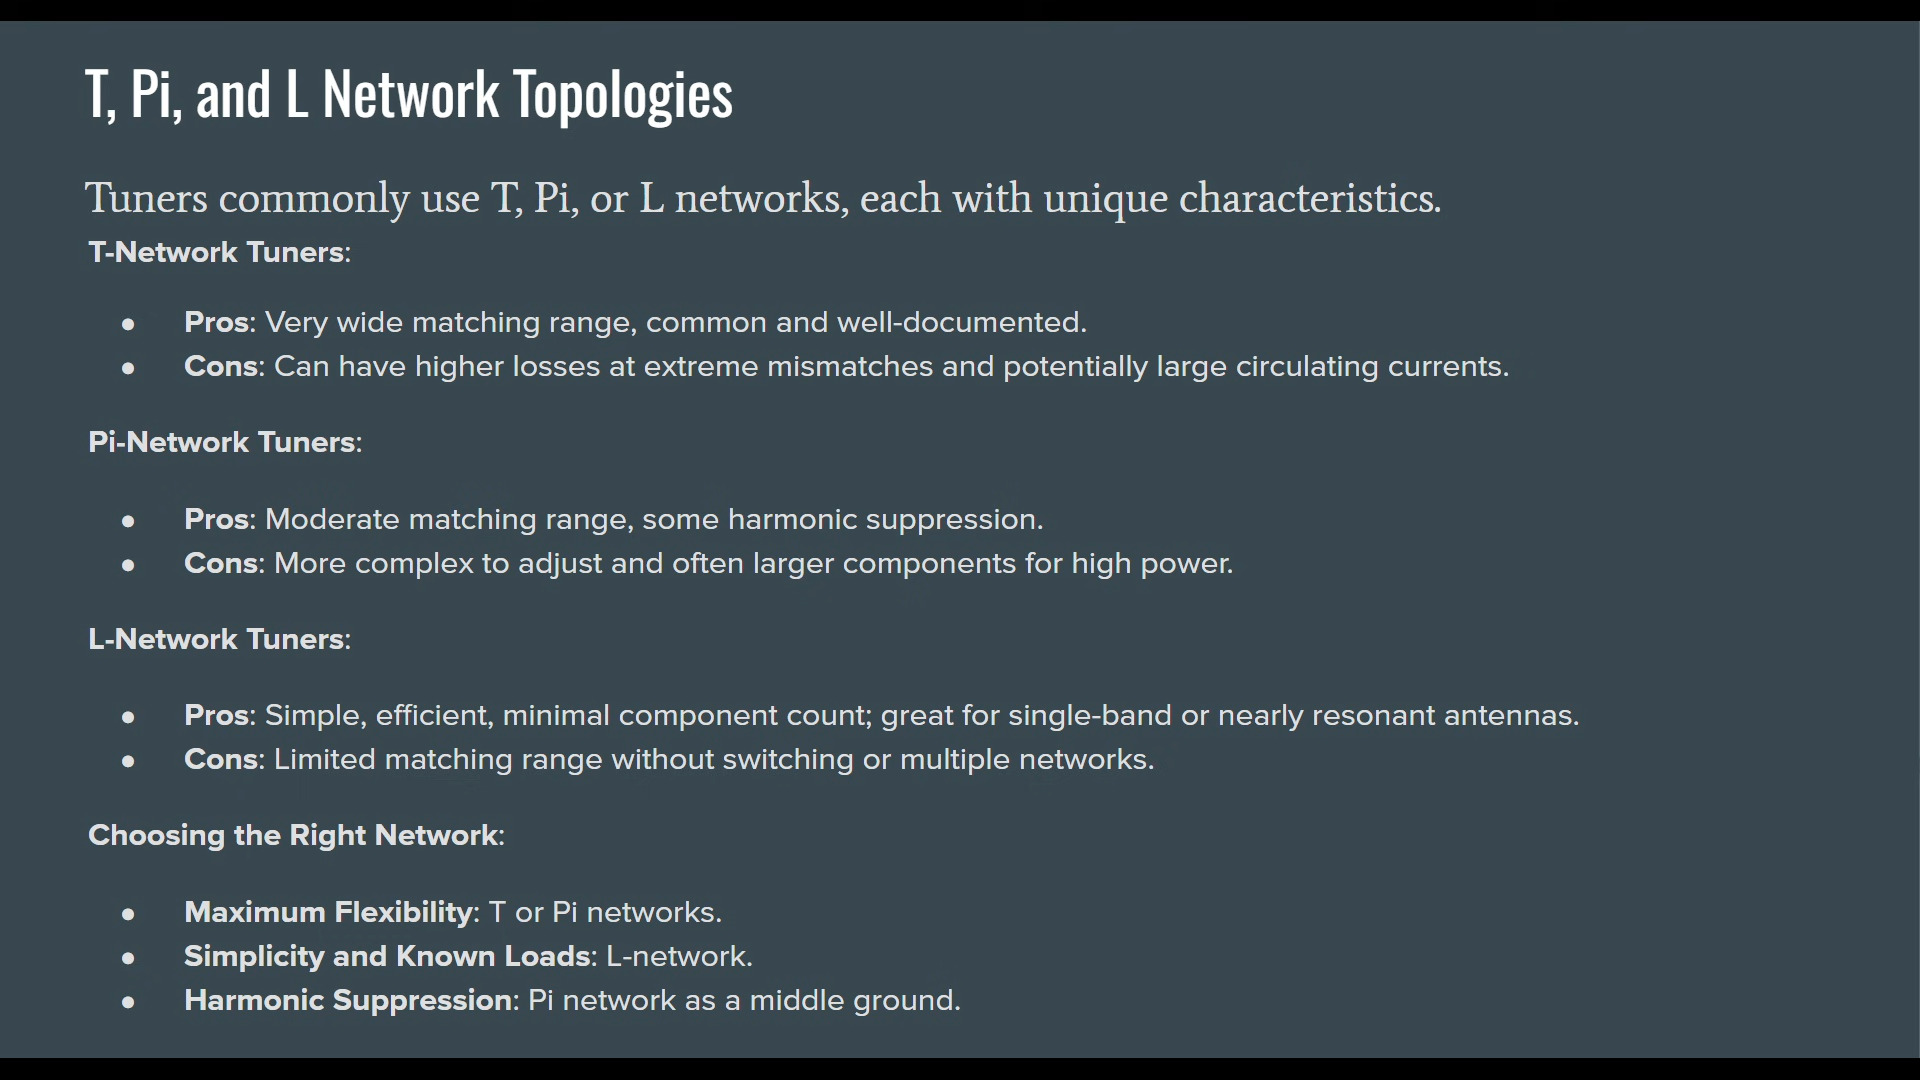 T, Pi, and L Network Topologies
Tuners commonly use T, Pi, or L networks, each with unique characteristics.
T-Network Tuners:
● Pros: Very wide matching range, common and well-documented.
● Cons: Can have higher losses at extreme mismatches and potentially large circulating currents.
Pi-Network Tuners:
● Pros: Moderate matching range, some harmonic suppression.
● Cons: More complex to adjust and often larger components for high power.
L-Network Tuners:
● Pros: Simple, efficient, minimal component count; great for single-band or nearly resonant antennas.
● Cons: Limited matching range without switching or multiple networks.
Choosing the Right Network:
● Maximum Flexibility: T or Pi networks.
● Simplicity and Known Loads: L-network.
● Harmonic Suppression: Pi network as a middle ground.